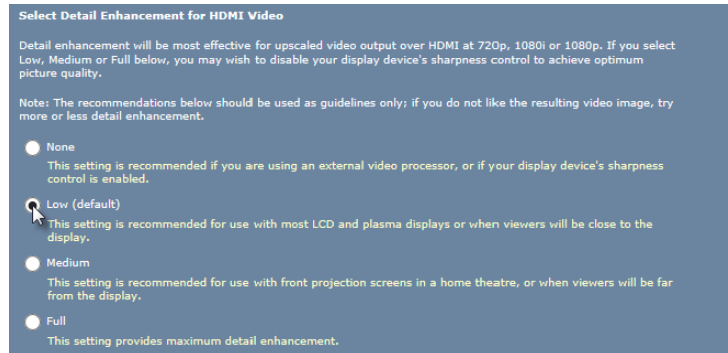 Select Detail Enhancement for HDMI Video
Detail enhancement will be most effective for upscaled video output over HDMI at 720p, 1080i or 1080p. If you select
Low, Medium or Full below, you may wish to disable your display device's sharpness control to achieve optimum
picture quality.
Note: The recommendations below should be used as guidelines only; if you do not like the resulting video image, try
more or less detail enhancement.
None
This setting is recommended if you are using an external video processor, or if your display device's sharpness
control is enabled.
Low (default)
This setting is recommended for use with most LCD and plasma displays or when viewers will be close to the
display.
Medium
This setting is recommended for use with front projection screens in a home theatre, or when viewers will be far
from the display.
Full
This setting provides maximum detail enhancement.